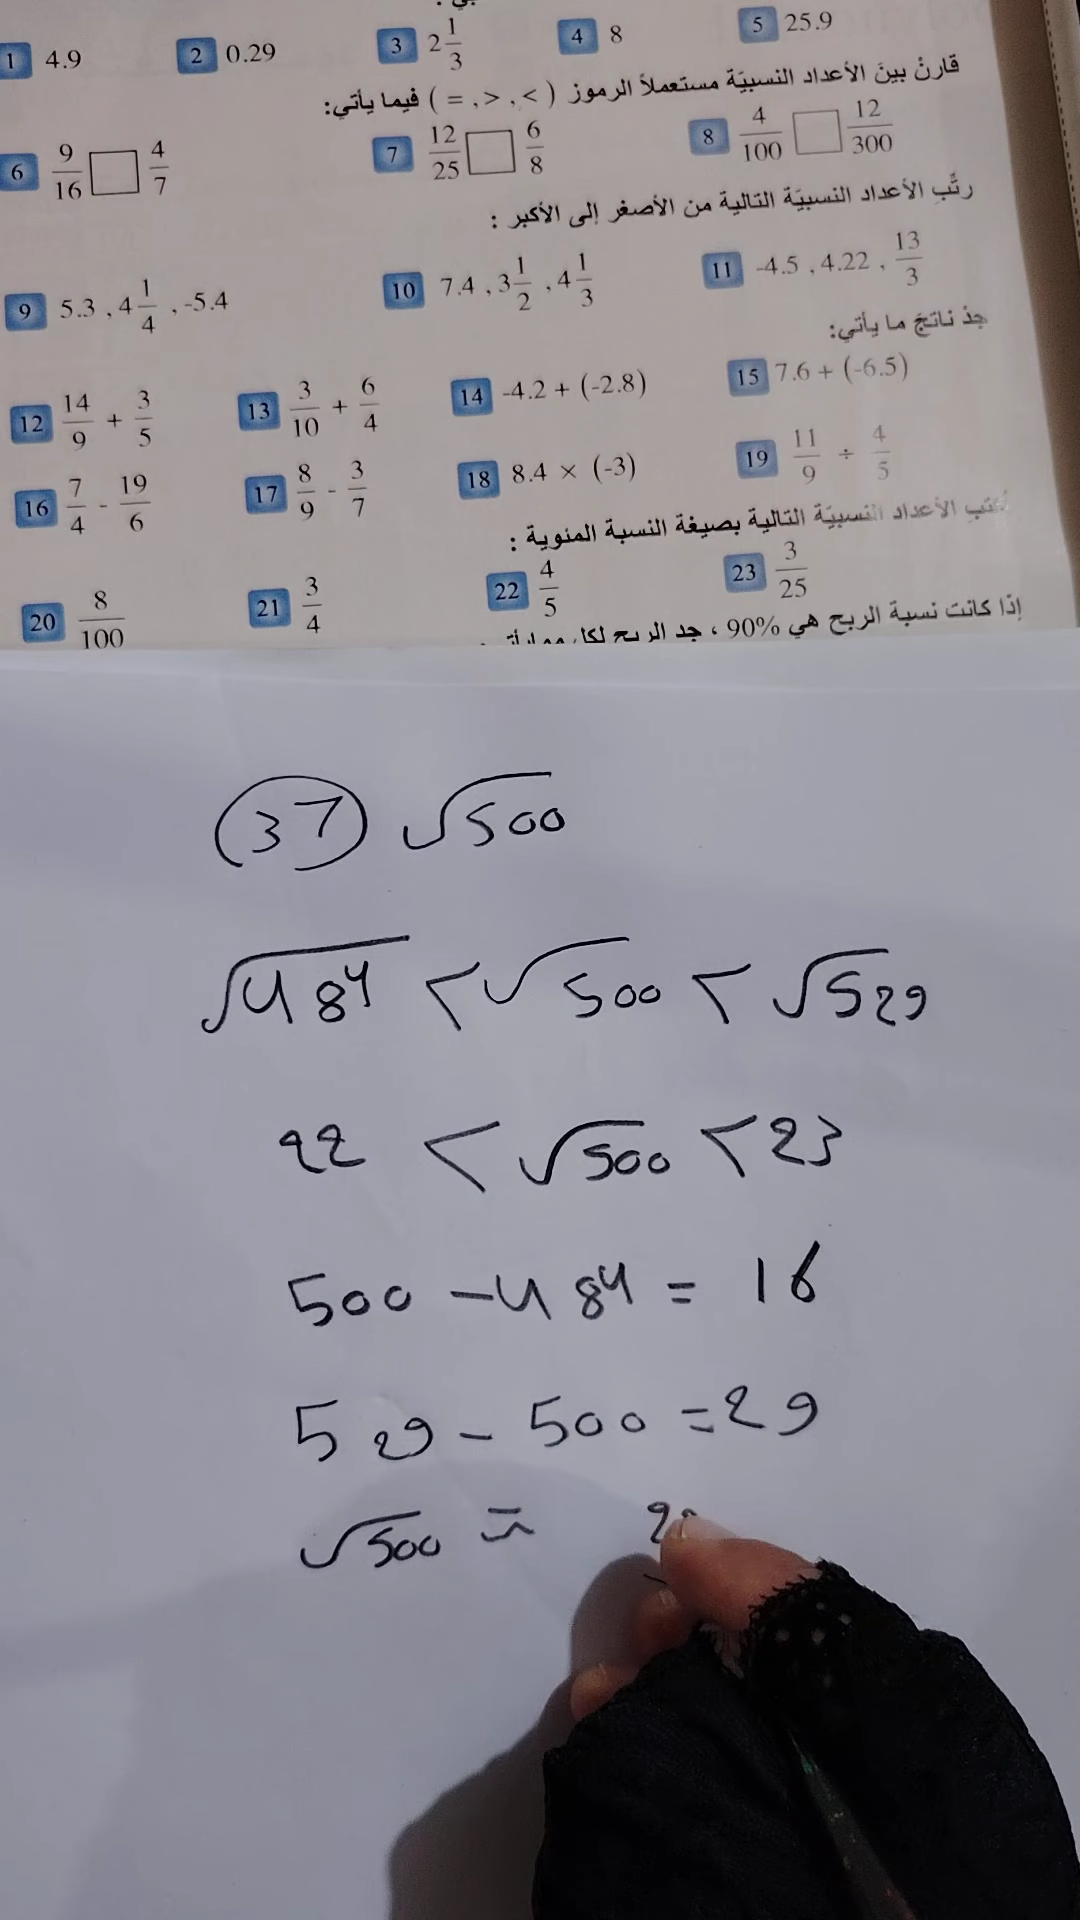 1 4.9 2 0.29 3 2 1/3 4 8 5 25.9
قارنْ بينَ الأعداد النسبيّة مستعملاً الرموز ( < ، > ، = ) فيما يأتي:
6 9/16 □ 4/7 7 12/25 □ 6/8 8 4/100 □ 12/300
رتَّبِ الأعداد النسبيّة التالية من الأصغر إلى الأكبر :
9 5.3 , 4 1/4 , -5.4 10 7.4 , 3 1/2 , 4 1/3 11 -4.5 , 4.22 , 13/3
جدْ ناتجَ ما يأتي:
12 14/9 + 3/5 13 3/10 + 6/4 14 -4.2 + (-2.8) 15 7.6 + (-6.5)
16 7/4 - 19/6 17 8/9 - 3/7 18 8.4 × (-3) 19 11/9 ÷ 4/5
الأعداد النسبيّة التالية بصيغة النسبة المئوية :
20 8/100 21 3/4 22 4/5 23 3/25
إذا كانت نسبة الربح هي 90% ، جد الربح لكل
37 √500
√484 < √500 < √529
22 < √500 < 23
500 - 484 = 16
529 - 500 = 29
√500 ≈